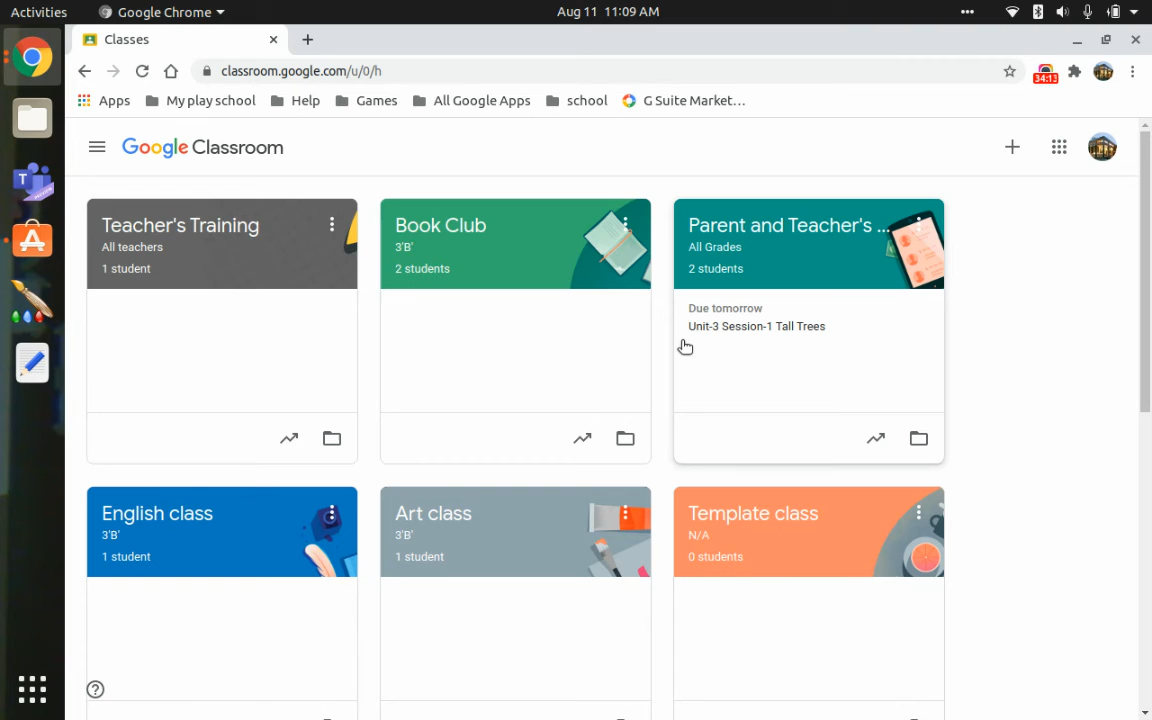 Activities
Google Chrome
Aug 11 11:09 AM
Classes
classroom.google.com/u/0/h
34:13
Apps
My play school
Help
Games
All Google Apps
school
G Suite Market…
Google Classroom
Teacher's Training
All teachers
1 student
Book Club
3'B'
2 students
Parent and Teacher's ...
All Grades
2 students
Due tomorrow
Unit-3 Session-1 Tall Trees
English class
3'B'
1 student
Art class
3'B'
1 student
Template class
N/A
0 students